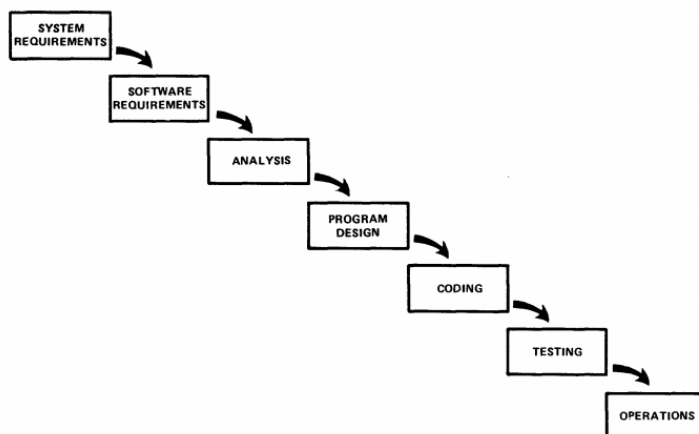 SYSTEM
REQUIREMENTS
SOFTWARE
REQUIREMENTS
ANALYSIS
PROGRAM
DESIGN
CODING
TESTING
OPERATIONS